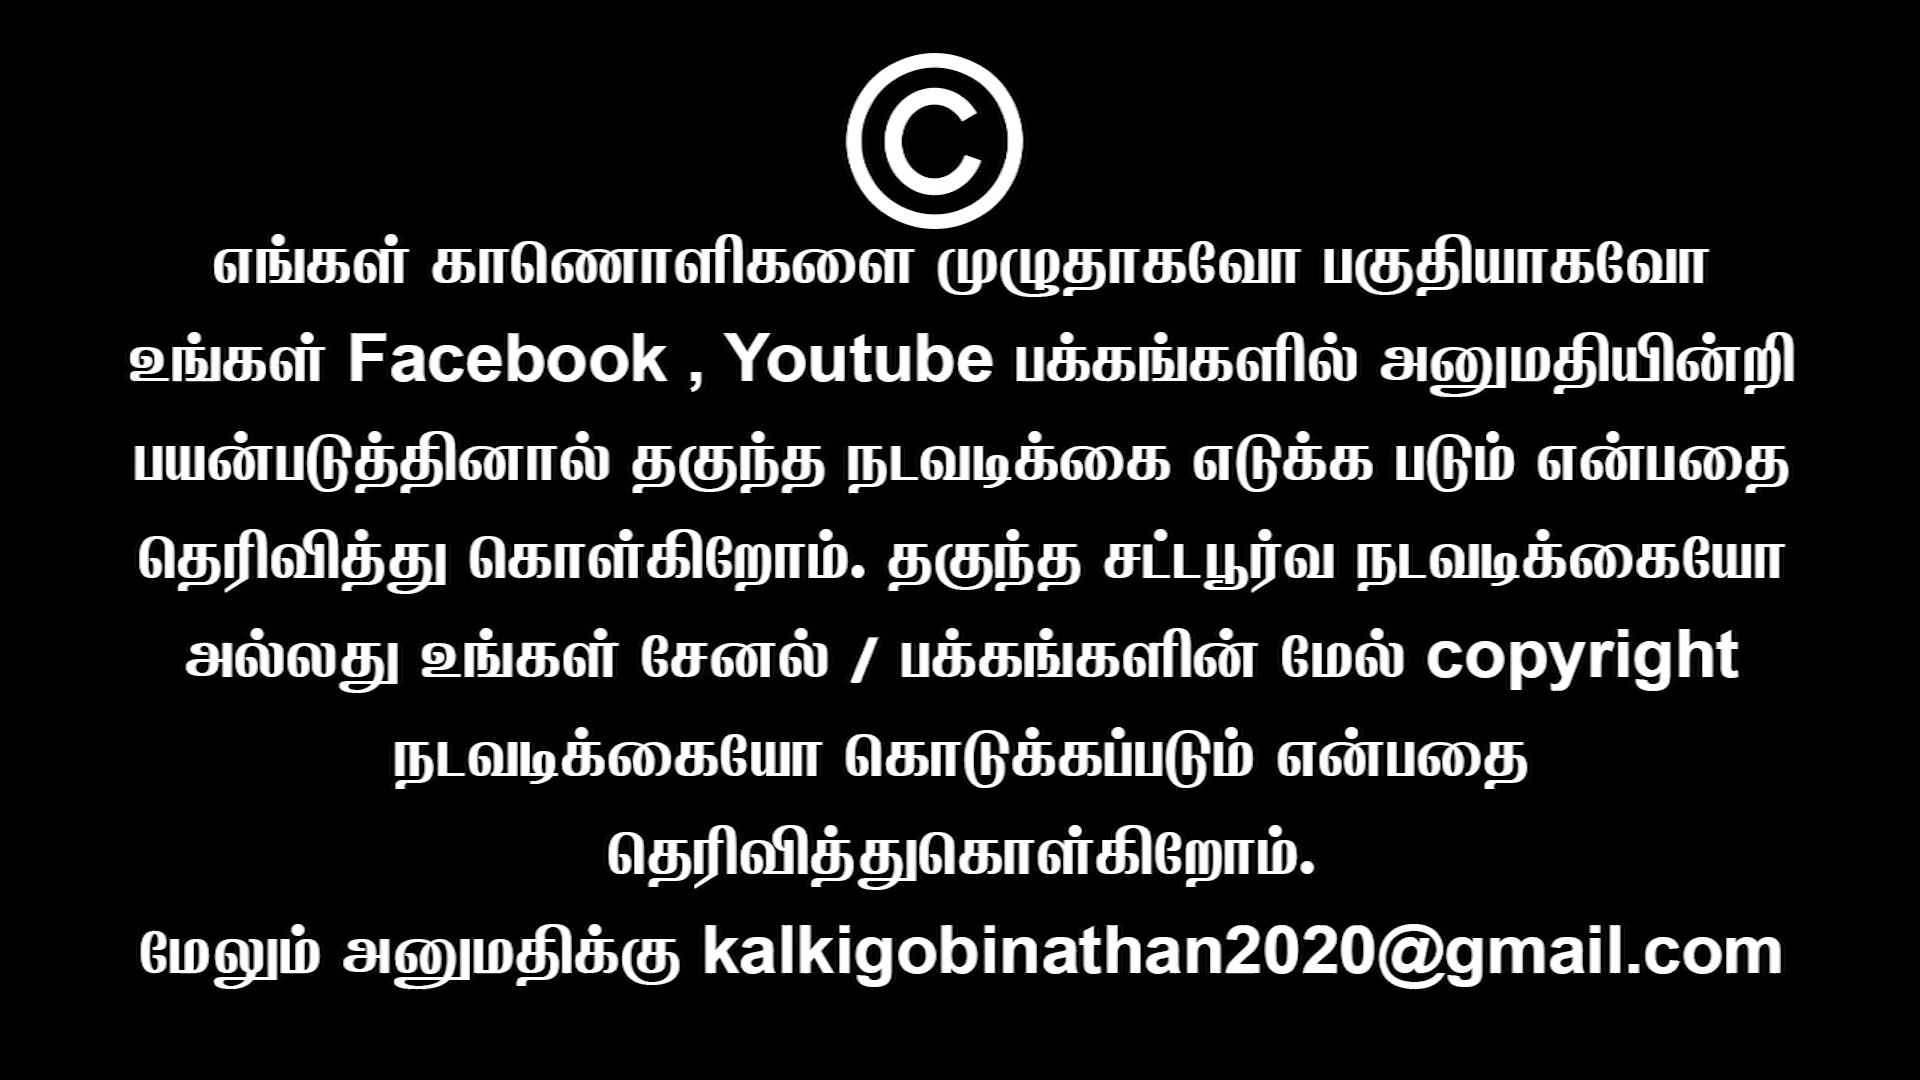 ©
எங்கள் காணொளிகளை முழுதாகவோ பகுதியாகவோ
உங்கள் Facebook , Youtube பக்கங்களில் அனுமதியின்றி
பயன்படுத்தினால் தகுந்த நடவடிக்கை எடுக்க படும் என்பதை
தெரிவித்து கொள்கிறோம். தகுந்த சட்டபூர்வ நடவடிக்கையோ
அல்லது உங்கள் சேனல் / பக்கங்களின் மேல் copyright
நடவடிக்கையோ கொடுக்கப்படும் என்பதை
தெரிவித்துகொள்கிறோம்.
மேலும் அனுமதிக்கு kalkigobinathan2020@gmail.com